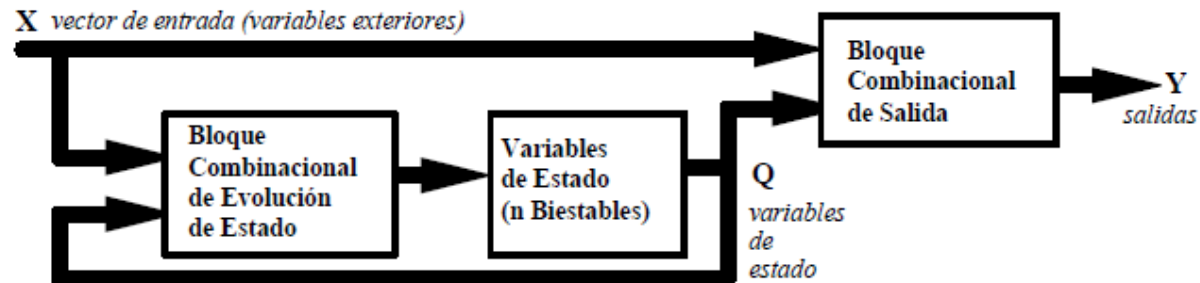 X vector de entrada (variables exteriores)
Bloque
Combinacional
de Salida
Y
salidas
Bloque
Combinacional
de Evolución
de Estado
Variables
de Estado
(n Biestables)
Q
variables
de
estado